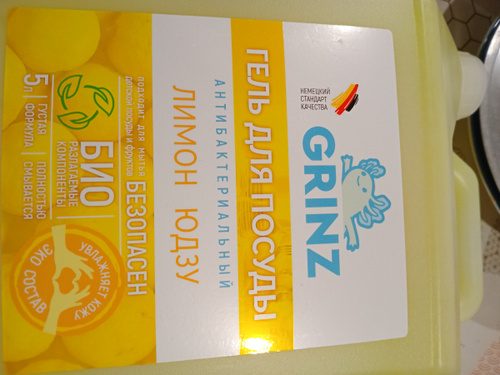 GRINZ
НЕМЕЦКИЙ
СТАНДАРТ
КАЧЕСТВА
ГЕЛЬ ДЛЯ ПОСУДЫ
АНТИБАКТЕРИАЛЬНЫЙ
ЛИМОН ЮДЗУ
ПОДХОДИТ ДЛЯ МЫТЬЯ
ДЕТСКОЙ ПОСУДЫ И ФРУКТОВ
БЕЗОПАСЕН
БИО
РАЗЛАГАЕМЫЕ
КОМПОНЕНТЫ
5л
ГУСТАЯ
ФОРМУЛА
ПОЛНОСТЬЮ
СМЫВАЕТСЯ
УВЛАЖНЯЕТ КОЖУ
ЭКО СОСТАВ